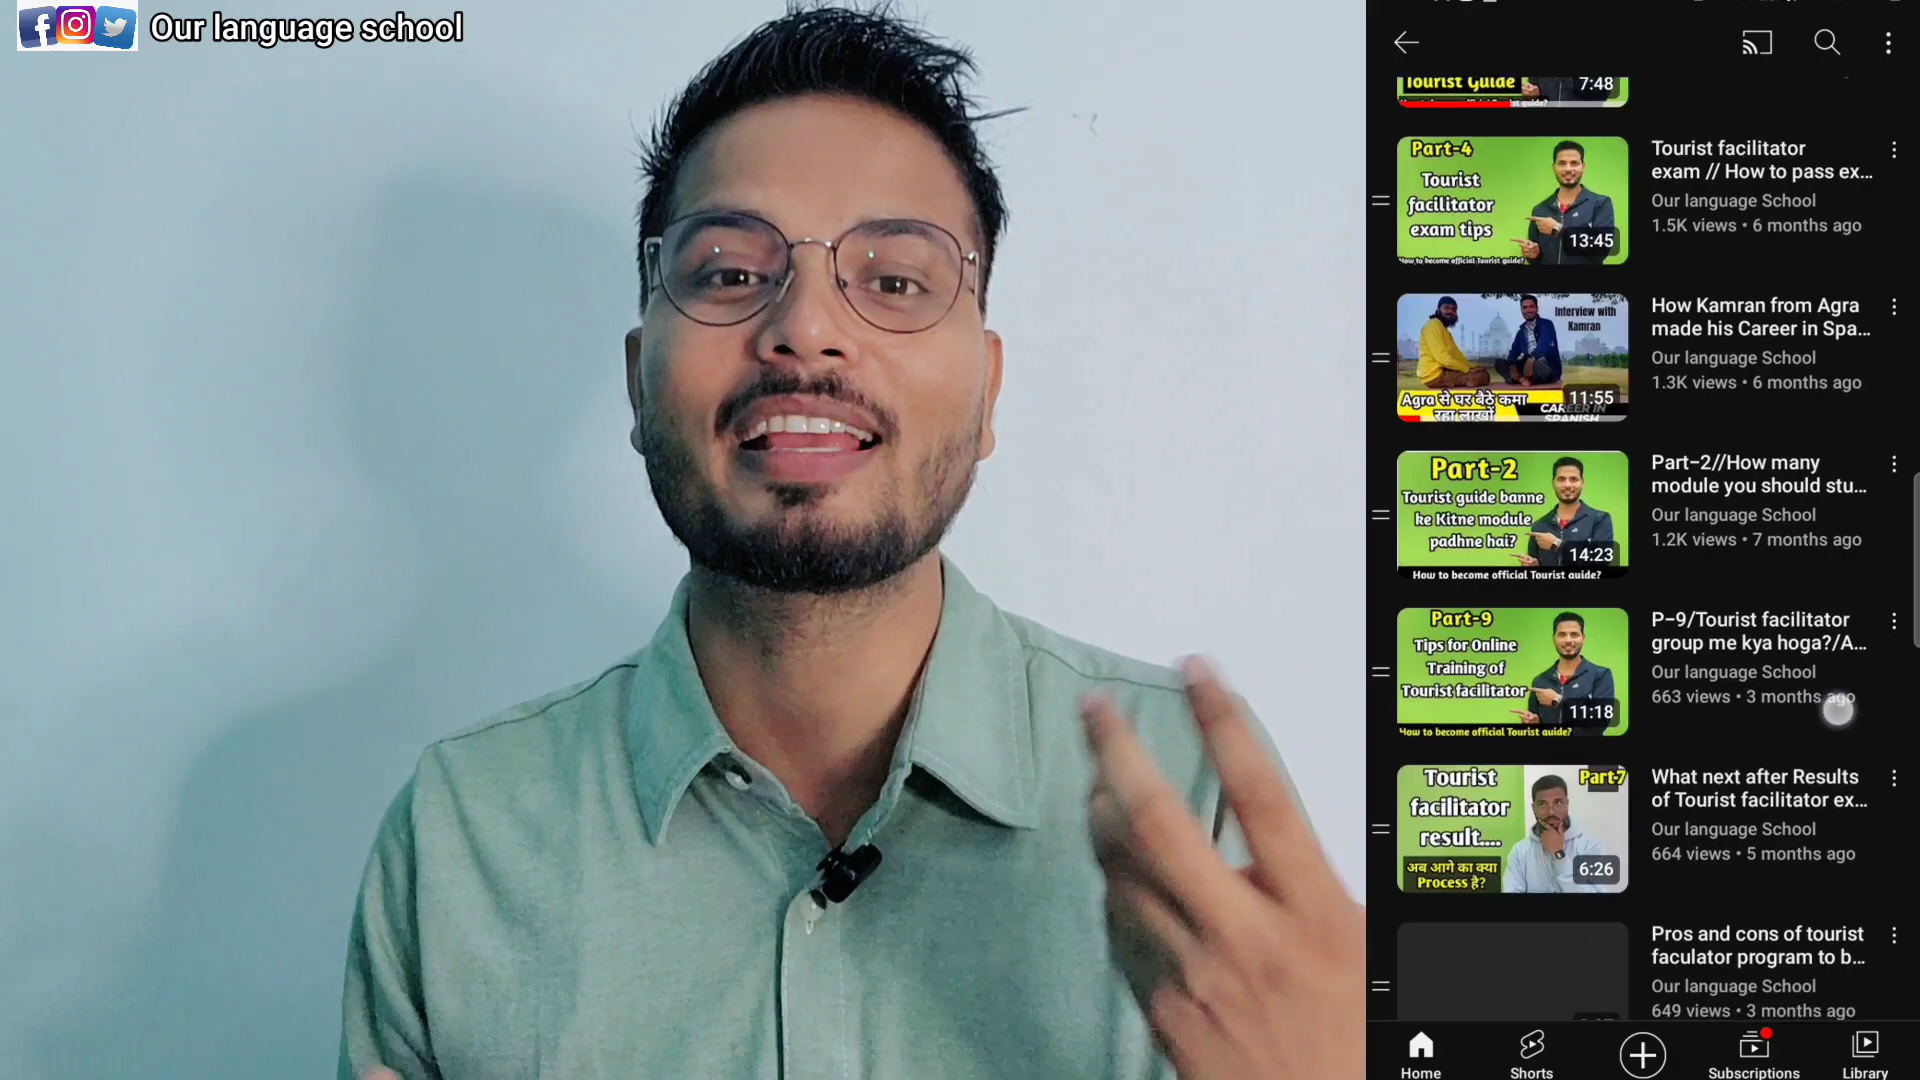 Our language school
Tourist Guide
7:48
Part-4
Tourist
facilitator
exam tips
13:45
How to become official Tourist guide?
Tourist facilitator
exam // How to pass ex...
Our language School
1.5K views • 6 months ago
Interview with
Kamran
Agra से घर बैठे कमा
रहा लाखों
11:55
CAREER IN
SPANISH
How Kamran from Agra
made his Career in Spa...
Our language School
1.3K views • 6 months ago
Part-2
Tourist guide banne
ke Kitne module
padhne hai?
14:23
How to become official Tourist guide?
Part-2//How many
module you should stu...
Our language School
1.2K views • 7 months ago
Part-9
Tips for Online
Training of
Tourist facilitator
11:18
How to become official Tourist guide?
P-9/Tourist facilitator
group me kya hoga?/A...
Our language School
663 views • 3 months ago
Tourist
facilitator
result....
Part-7
अब आगे का क्या
Process है?
6:26
What next after Results
of Tourist facilitator ex...
Our language School
664 views • 5 months ago
Pros and cons of tourist
faculator program to b...
Our language School
649 views • 3 months ago
Home
Shorts
Subscriptions
Library